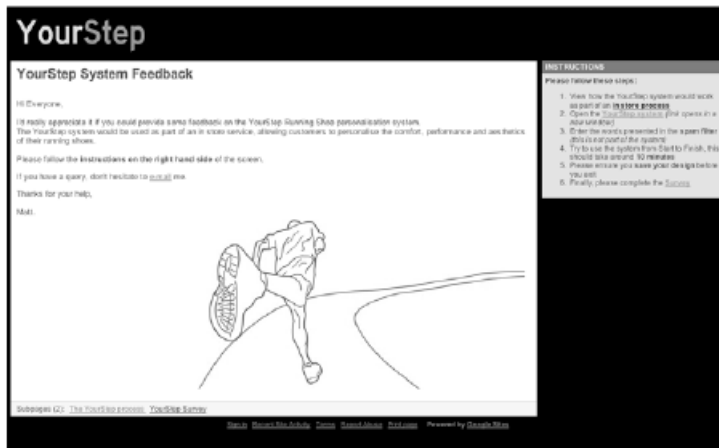 YourStep
YourStep System Feedback
Hi Everyone,
I'd really appreciate it if you could provide some feedback on the YourStep Running Shoe personalisation system.
The YourStep system would be used as part of an in store service, allowing customers to personalise the comfort, performance and aesthetics
of their running shoes.
Please follow the instructions on the right hand side of the screen.
If you have a query, don't hesitate to e-mail me.
Thanks for your help,
Matt.
Subpages (2): The YourStep process YourStep Survey
INSTRUCTIONS
Please follow these steps:
1. View how the YourStep system would work
as part of an instore process
2. Open the YourStep system (link opens in a
new window)
3. Enter the words presented in the spam filter
(this is not part of the system)
4. Try to use the system from Start to Finish, this
should take around 10 minutes
5. Please ensure you save your design before
you exit
6. Finally, please complete the Survey
Sign in Recent Site Activity Terms Report Abuse Print page Powered by Google Sites